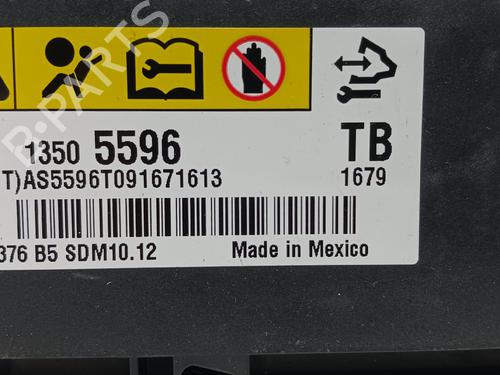 1350 5596
TB
T)AS5596T091671613
1679
376 B5 SDM10.12
Made in Mexico
R-PARTS